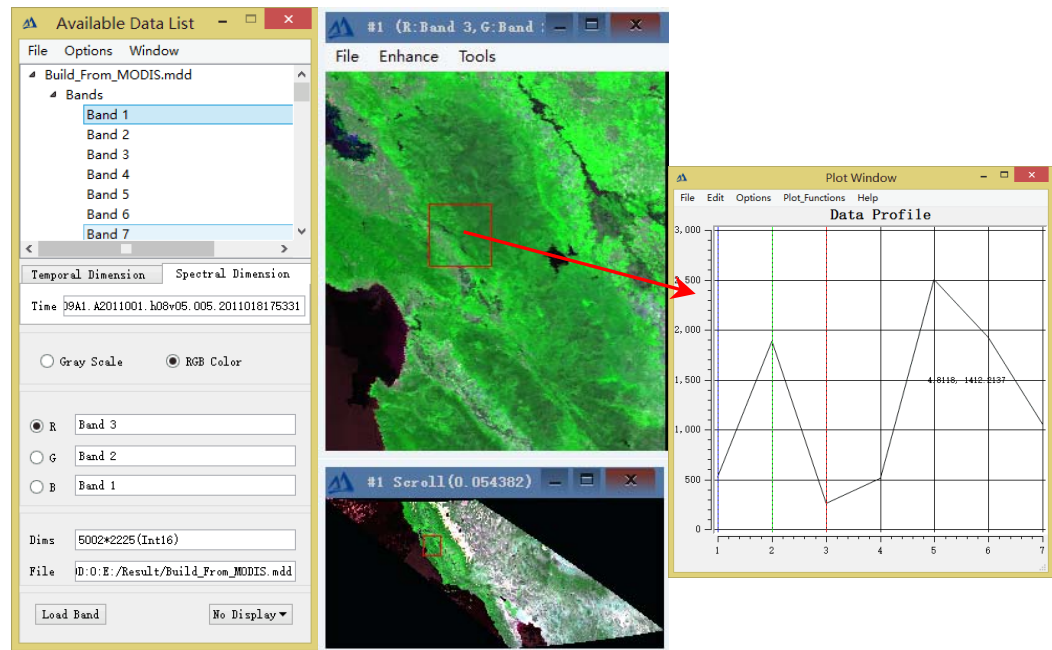 Available Data List
File Options Window
Build_From_MODIS.mdd
Bands
Band 1
Band 2
Band 3
Band 4
Band 5
Band 6
Band 7
Temporal Dimension Spectral Dimension
Time 09A1.A2011001.h08v05.005.2011018175331
Gray Scale RGB Color
R Band 3
G Band 2
B Band 1
Dims 5002*2225(Int16)
File D:0:E:/Result/Build_From_MODIS.mdd
Load Band No Display
#1 (R:Band 3,G:Band
File Enhance Tools
#1 Scroll(0.054382)
Plot Window
File Edit Options Plot_Functions Help
Data Profile
3,000
2,500
2,000
1,500
1,000
500
0
4.8118, 1412.2137
1 2 3 4 5 6 7